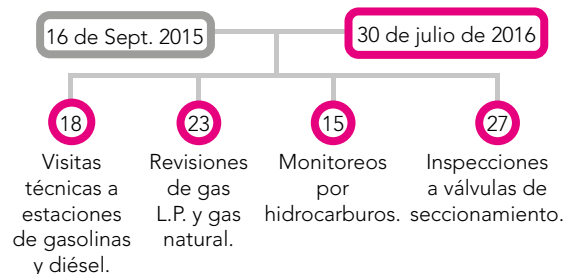 16 de Sept. 2015
30 de julio de 2016
18
Visitas
técnicas a
estaciones
de gasolinas
y diésel.
23
Revisiones
de gas
L.P. y gas
natural.
15
Monitoreos
por
hidrocarburos.
27
Inspecciones
a válvulas de
seccionamiento.